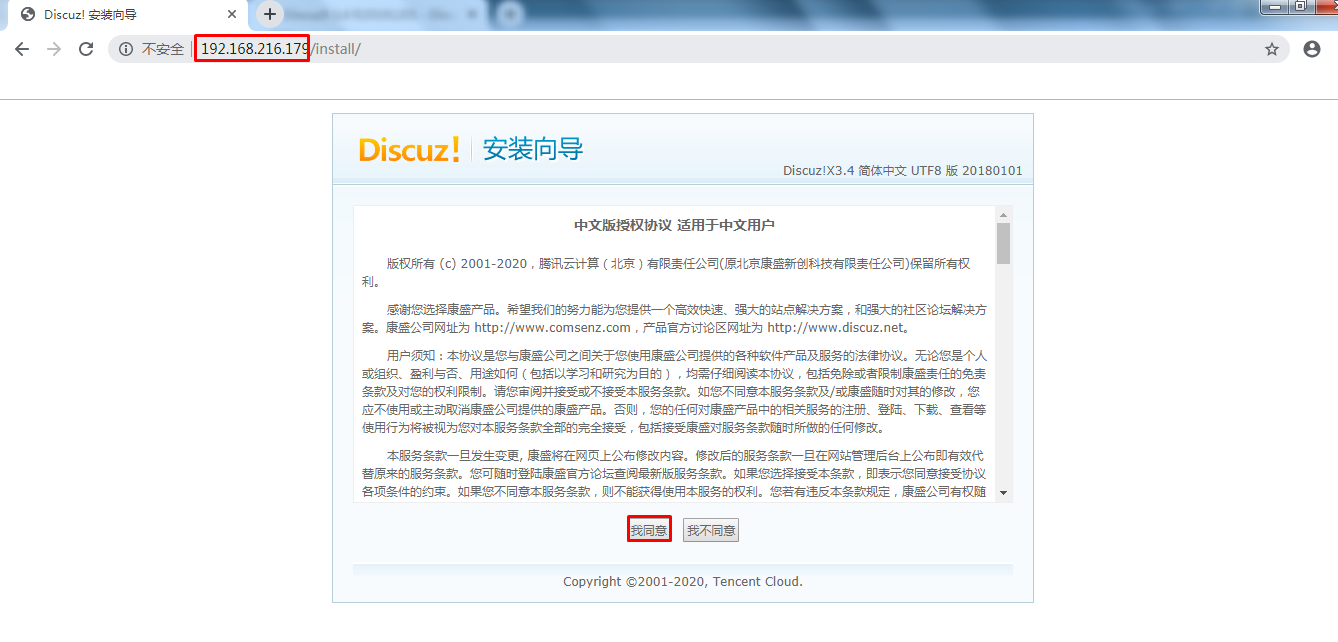 Discuz! 安装向导
不安全 192.168.216.179/install/
Discuz! 安装向导
Discuz!X3.4 简体中文 UTF8 版 20180101
中文版授权协议 适用于中文用户
版权所有 (c) 2001-2020，腾讯云计算（北京）有限责任公司(原北京康盛新创科技有限责任公司)保留所有权
利。
感谢您选择康盛产品。希望我们的努力能为您提供一个高效快速、强大的站点解决方案，和强大的社区论坛解决方
案。康盛公司网址为 http://www.comsenz.com，产品官方讨论区网址为 http://www.discuz.net。
用户须知：本协议是您与康盛公司之间关于您使用康盛公司提供的各种软件产品及服务的法律协议。无论您是个人
或组织、盈利与否、用途如何（包括以学习和研究为目的），均需仔细阅读本协议，包括免除或者限制康盛责任的免责
条款及对您的权利限制。请您审阅并接受或不接受本服务条款。如您不同意本服务条款及/或康盛随时对其的修改，您
应不使用或主动取消康盛公司提供的康盛产品。否则，您的任何对康盛产品中的相关服务的注册、登陆、下载、查看等
使用行为将被视为您对本服务条款全部的完全接受，包括接受康盛对服务条款随时所做的任何修改。
本服务条款一旦发生变更, 康盛将在网页上公布修改内容。修改后的服务条款一旦在网站管理后台上公布即有效代
替原来的服务条款。您可随时登陆康盛官方论坛查阅最新版服务条款。如果您选择接受本条款，即表示您同意接受协议
各项条件的约束。如果您不同意本服务条款，则不能获得使用本服务的权利。您若有违反本条款规定，康盛公司有权随
我同意 我不同意
Copyright ©2001-2020, Tencent Cloud.